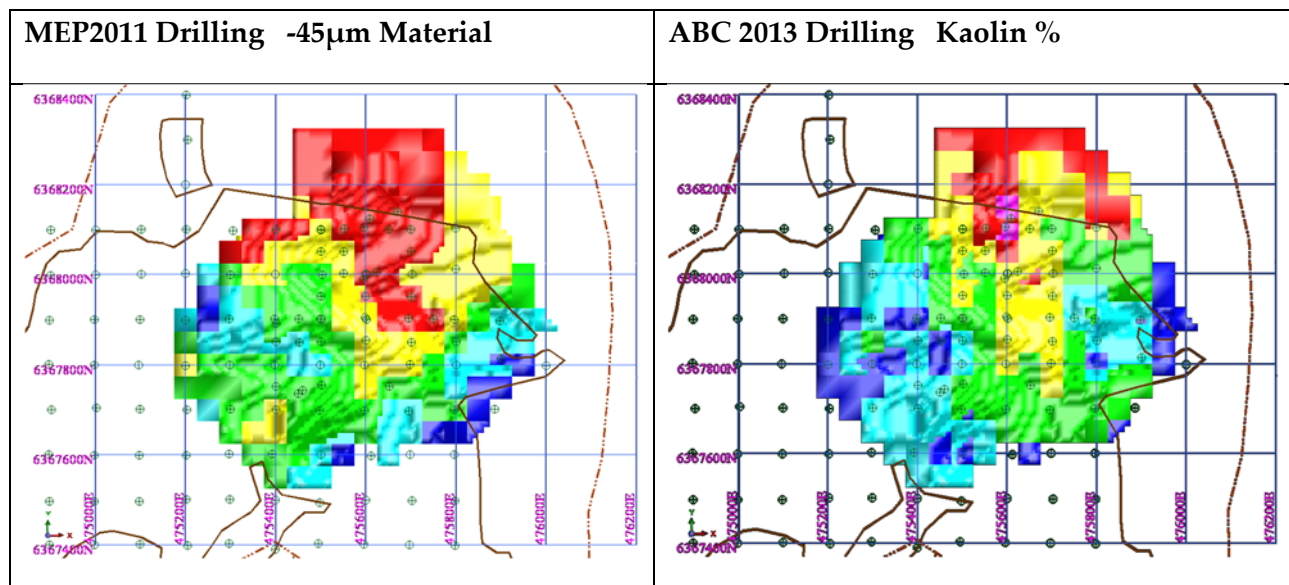 MEP2011 Drilling -45µm Material
ABC 2013 Drilling Kaolin %
6368400N
6368200N
6368000N
6367800N
6367600N
6367400N
475000E
475200E
475400E
475600E
475800E
476000E
476200E
Y
X
6368400N
6368200N
6368000N
6367800N
6367600N
6367400N
475000E
475200E
475400E
475600E
475800E
476000E
476200E
Y
X